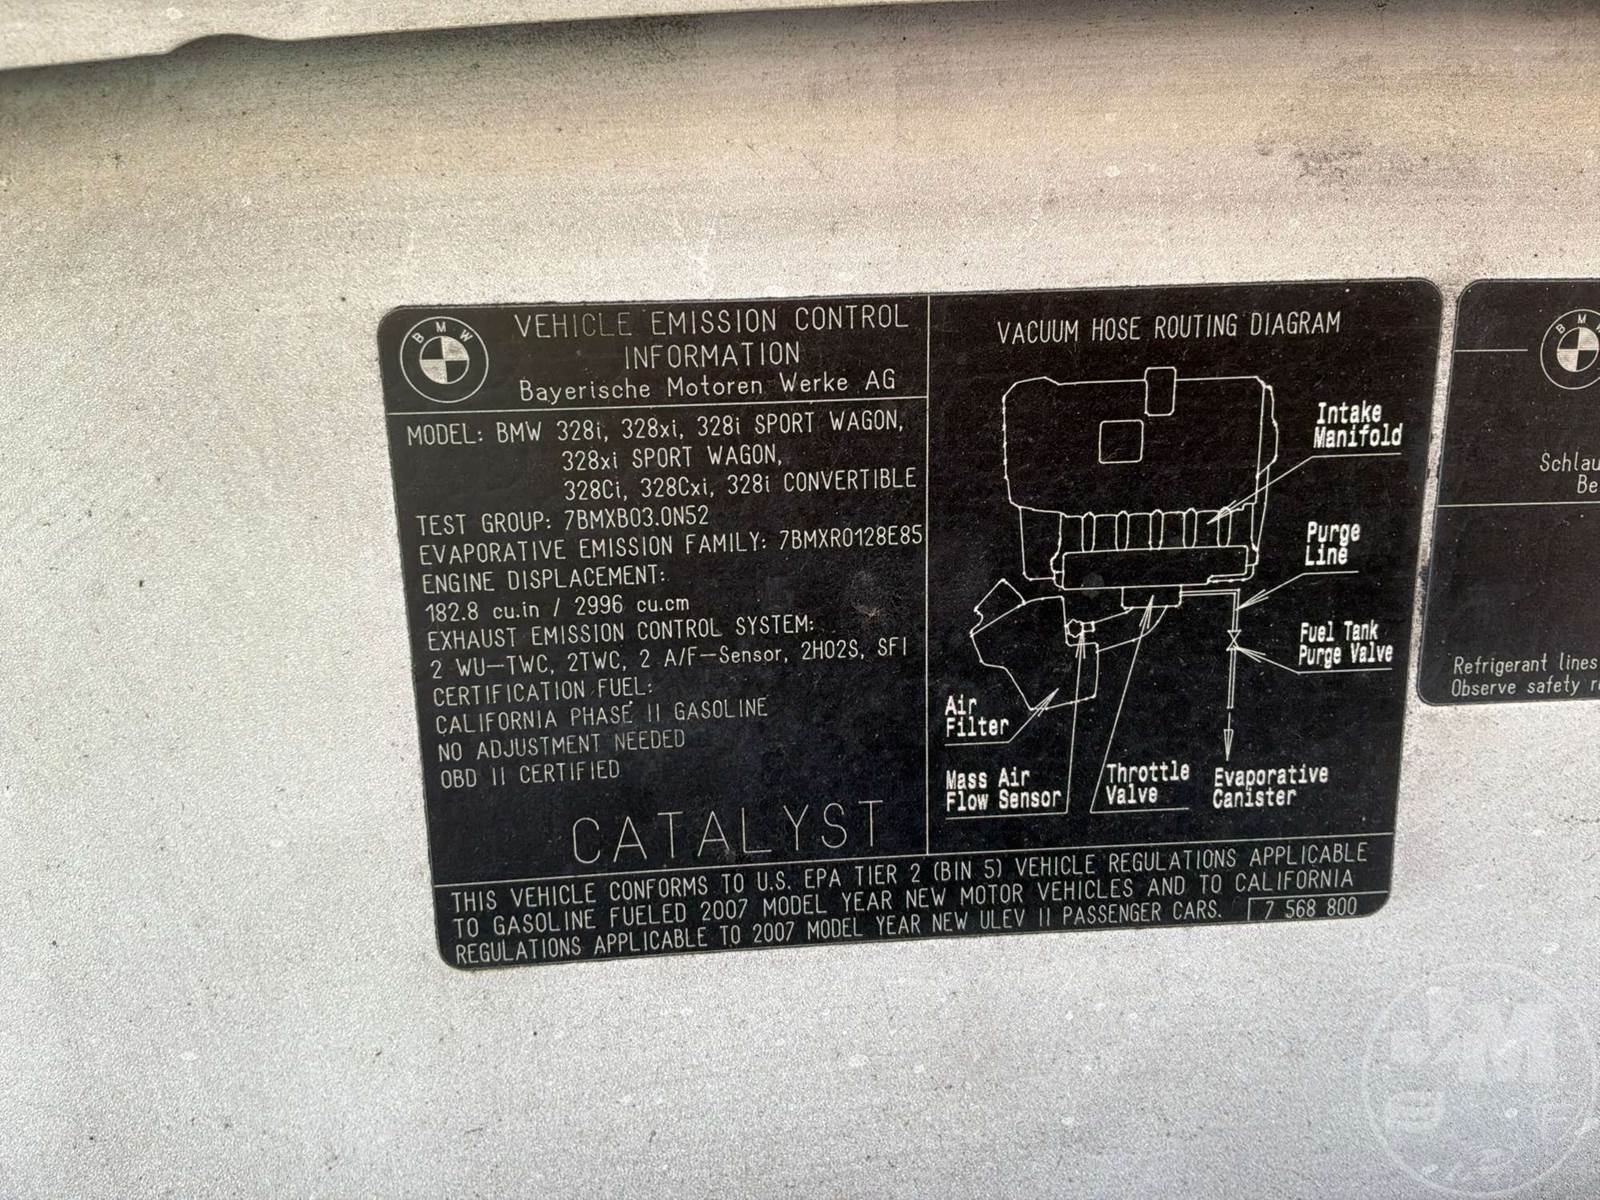 BMW
VEHICLE EMISSION CONTROL
INFORMATION
Bayerische Motoren Werke AG
MODEL: BMW 328i, 328xi, 328i SPORT WAGON,
328xi SPORT WAGON,
328Ci, 328Cxi, 328i CONVERTIBLE
TEST GROUP: 7BMXB03.0N52
EVAPORATIVE EMISSION FAMILY: 7BMXR0128E85
ENGINE DISPLACEMENT:
182.8 cu.in / 2996 cu.cm
EXHAUST EMISSION CONTROL SYSTEM:
2 WU-TWC, 2TWC, 2 A/F-Sensor, 2HO2S, SFI
CERTIFICATION FUEL:
CALIFORNIA PHASE II GASOLINE
NO ADJUSTMENT NEEDED
OBD II CERTIFIED
CATALYST
VACUUM HOSE ROUTING DIAGRAM
Intake
Manifold
Purge
Line
Fuel Tank
Purge Valve
Air
Filter
Mass Air
Flow Sensor
Throttle
Valve
Evaporative
Canister
THIS VEHICLE CONFORMS TO U.S. EPA TIER 2 (BIN 5) VEHICLE REGULATIONS APPLICABLE
TO GASOLINE FUELED 2007 MODEL YEAR NEW MOTOR VEHICLES AND TO CALIFORNIA
REGULATIONS APPLICABLE TO 2007 MODEL YEAR NEW ULEV II PASSENGER CARS. 7 568 800
BMW
Schlau
Be
Refrigerant lines
Observe safety r